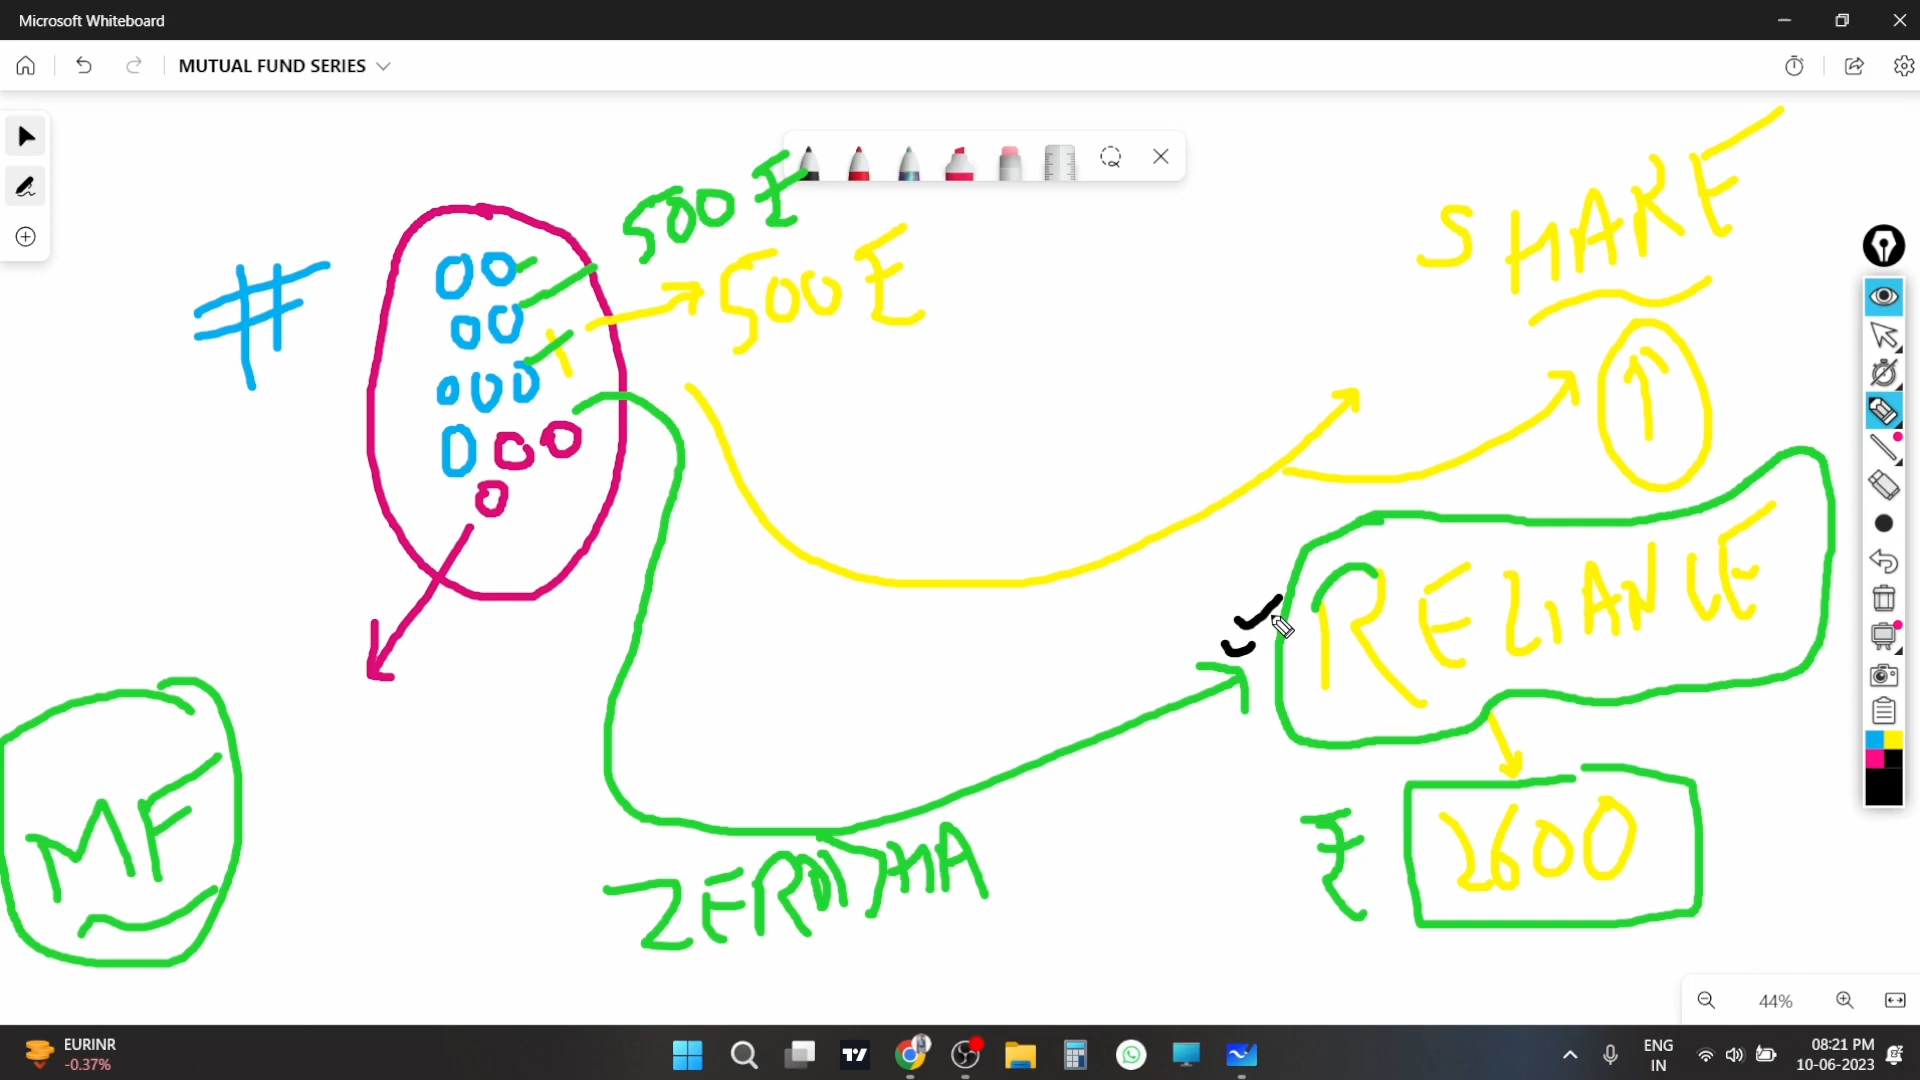 Microsoft Whiteboard
MUTUAL FUND SERIES
500 ₹
500 ₹
SHARE
RELIANCE
MF
ZERODHA
₹ 2600
44%
EURINR
-0.37%
ENG
IN
08:21 PM
10-06-2023